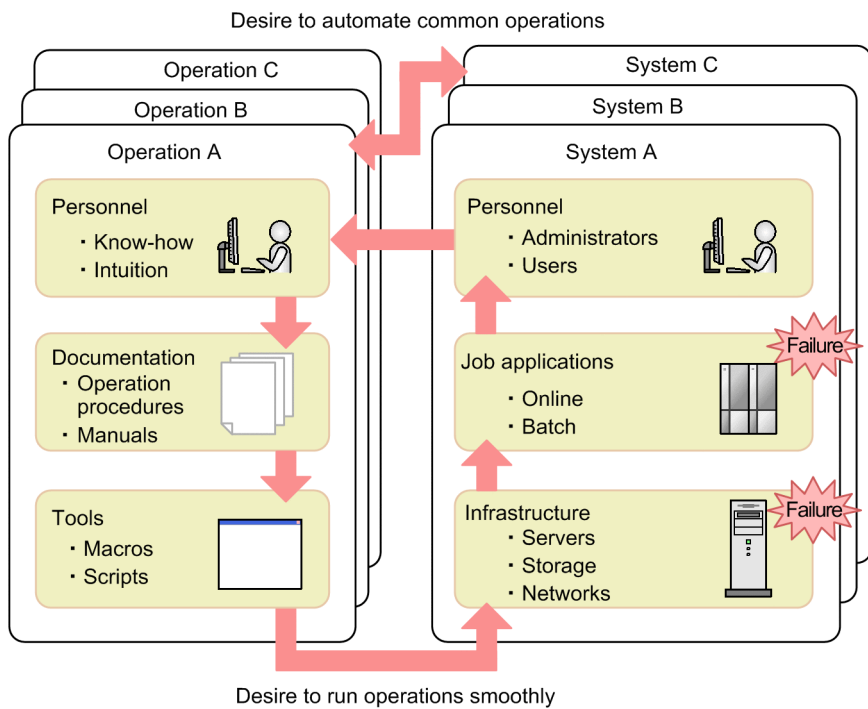 Desire to automate common operations
Operation C
Operation B
Operation A
Personnel
・Know-how
・Intuition
Documentation
・Operation
procedures
・Manuals
Tools
・Macros
・Scripts
System C
System B
System A
Personnel
・Administrators
・Users
Job applications
・Online
・Batch
Failure
Infrastructure
・Servers
・Storage
・Networks
Failure
Desire to run operations smoothly